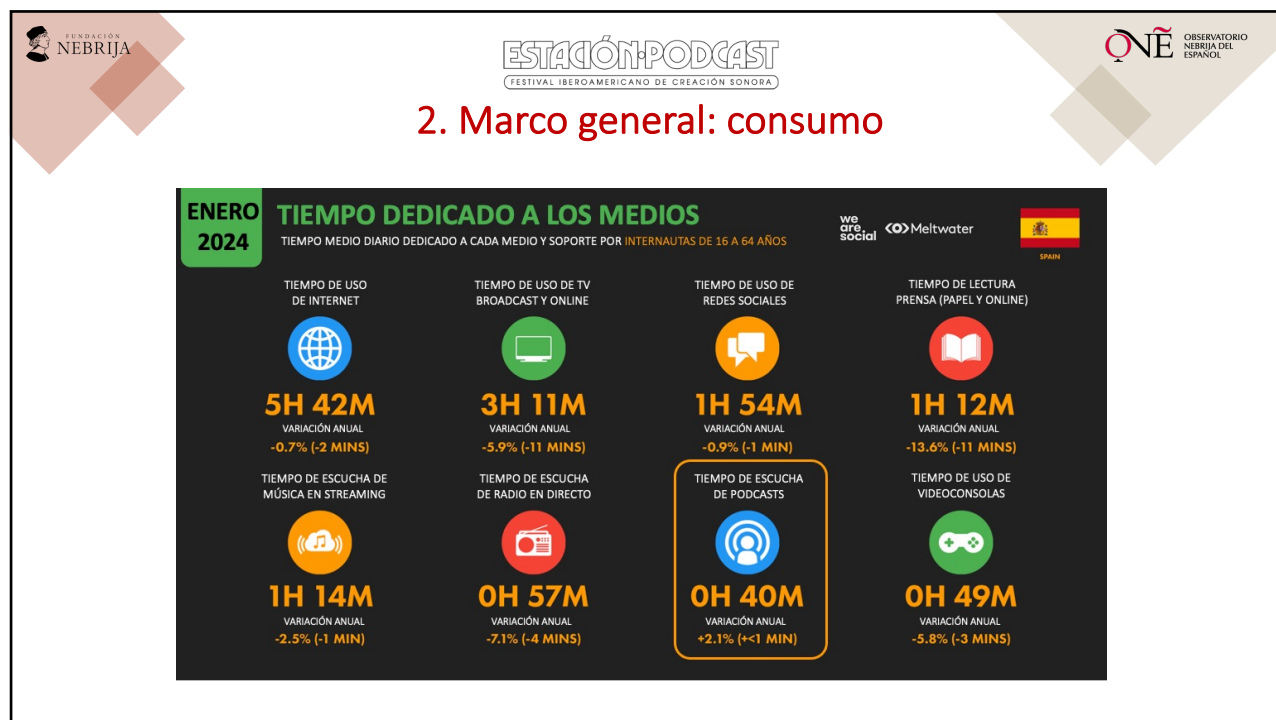 FUNDACIÓN
NEBRIJA
ESTACIÓN·PODCAST
FESTIVAL IBEROAMERICANO DE CREACIÓN SONORA
ONÉ
OBSERVATORIO
NEBRIJA DEL
ESPAÑOL
2. Marco general: consumo
ENERO
2024
TIEMPO DEDICADO A LOS MEDIOS
TIEMPO MEDIO DIARIO DEDICADO A CADA MEDIO Y SOPORTE POR INTERNAUTAS DE 16 A 64 AÑOS
we
are
social
Meltwater
SPAIN
TIEMPO DE USO
DE INTERNET
5H 42M
VARIACIÓN ANUAL
-0.7% (-2 MINS)
TIEMPO DE USO DE TV
BROADCAST Y ONLINE
3H 11M
VARIACIÓN ANUAL
-5.9% (-11 MINS)
TIEMPO DE USO DE
REDES SOCIALES
1H 54M
VARIACIÓN ANUAL
-0.9% (-1 MIN)
TIEMPO DE LECTURA
PRENSA (PAPEL Y ONLINE)
1H 12M
VARIACIÓN ANUAL
-13.6% (-11 MINS)
TIEMPO DE ESCUCHA DE
MÚSICA EN STREAMING
1H 14M
VARIACIÓN ANUAL
-2.5% (-1 MIN)
TIEMPO DE ESCUCHA
DE RADIO EN DIRECTO
0H 57M
VARIACIÓN ANUAL
-7.1% (-4 MINS)
TIEMPO DE ESCUCHA
DE PODCASTS
0H 40M
VARIACIÓN ANUAL
+2.1% (+<1 MIN)
TIEMPO DE USO DE
VIDEOCONSOLAS
0H 49M
VARIACIÓN ANUAL
-5.8% (-3 MINS)